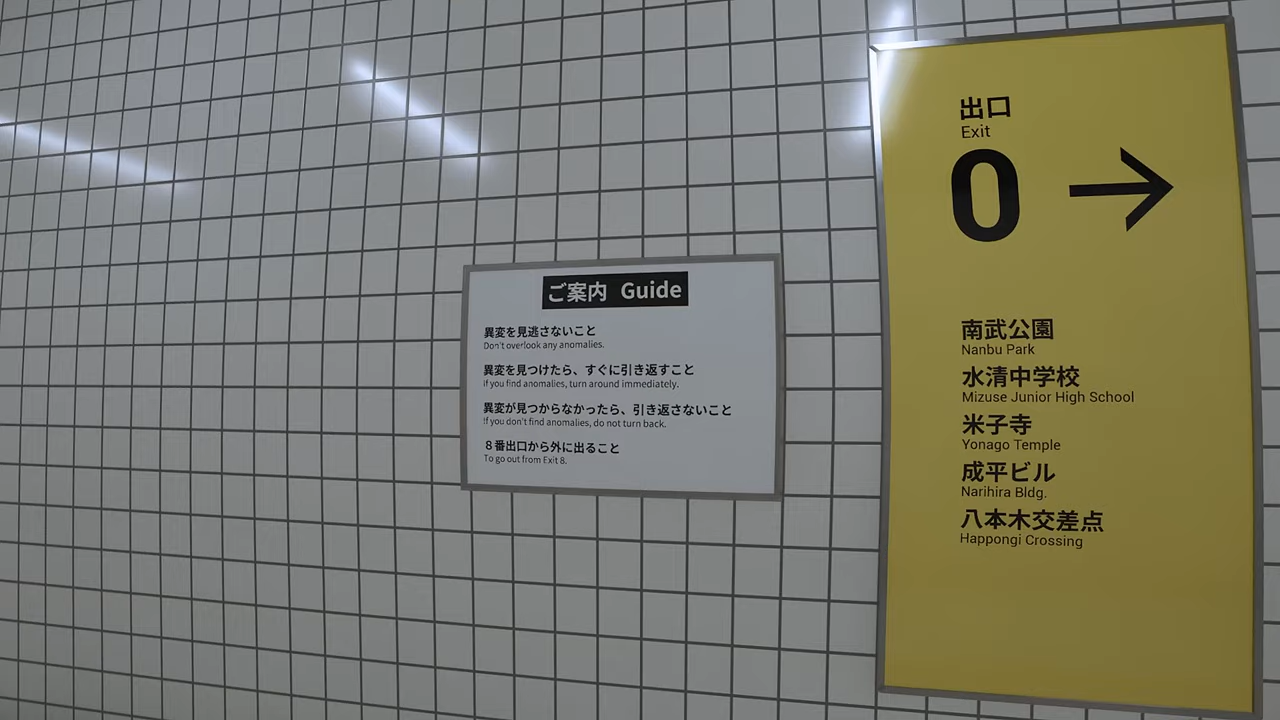 ご案内 Guide
異変を見逃さないこと
Don't overlook any anomalies.
異変を見つけたら、すぐに引き返すこと
If you find anomalies, turn around immediately.
異変が見つからなかったら、引き返さないこと
If you don't find anomalies, do not turn back.
８番出口から外に出ること
To go out from Exit 8.
出口
Exit
0 →
南武公園
Nanbu Park
水清中学校
Mizuse Junior High School
米子寺
Yonago Temple
成平ビル
Narihira Bldg.
八本木交差点
Happongi Crossing